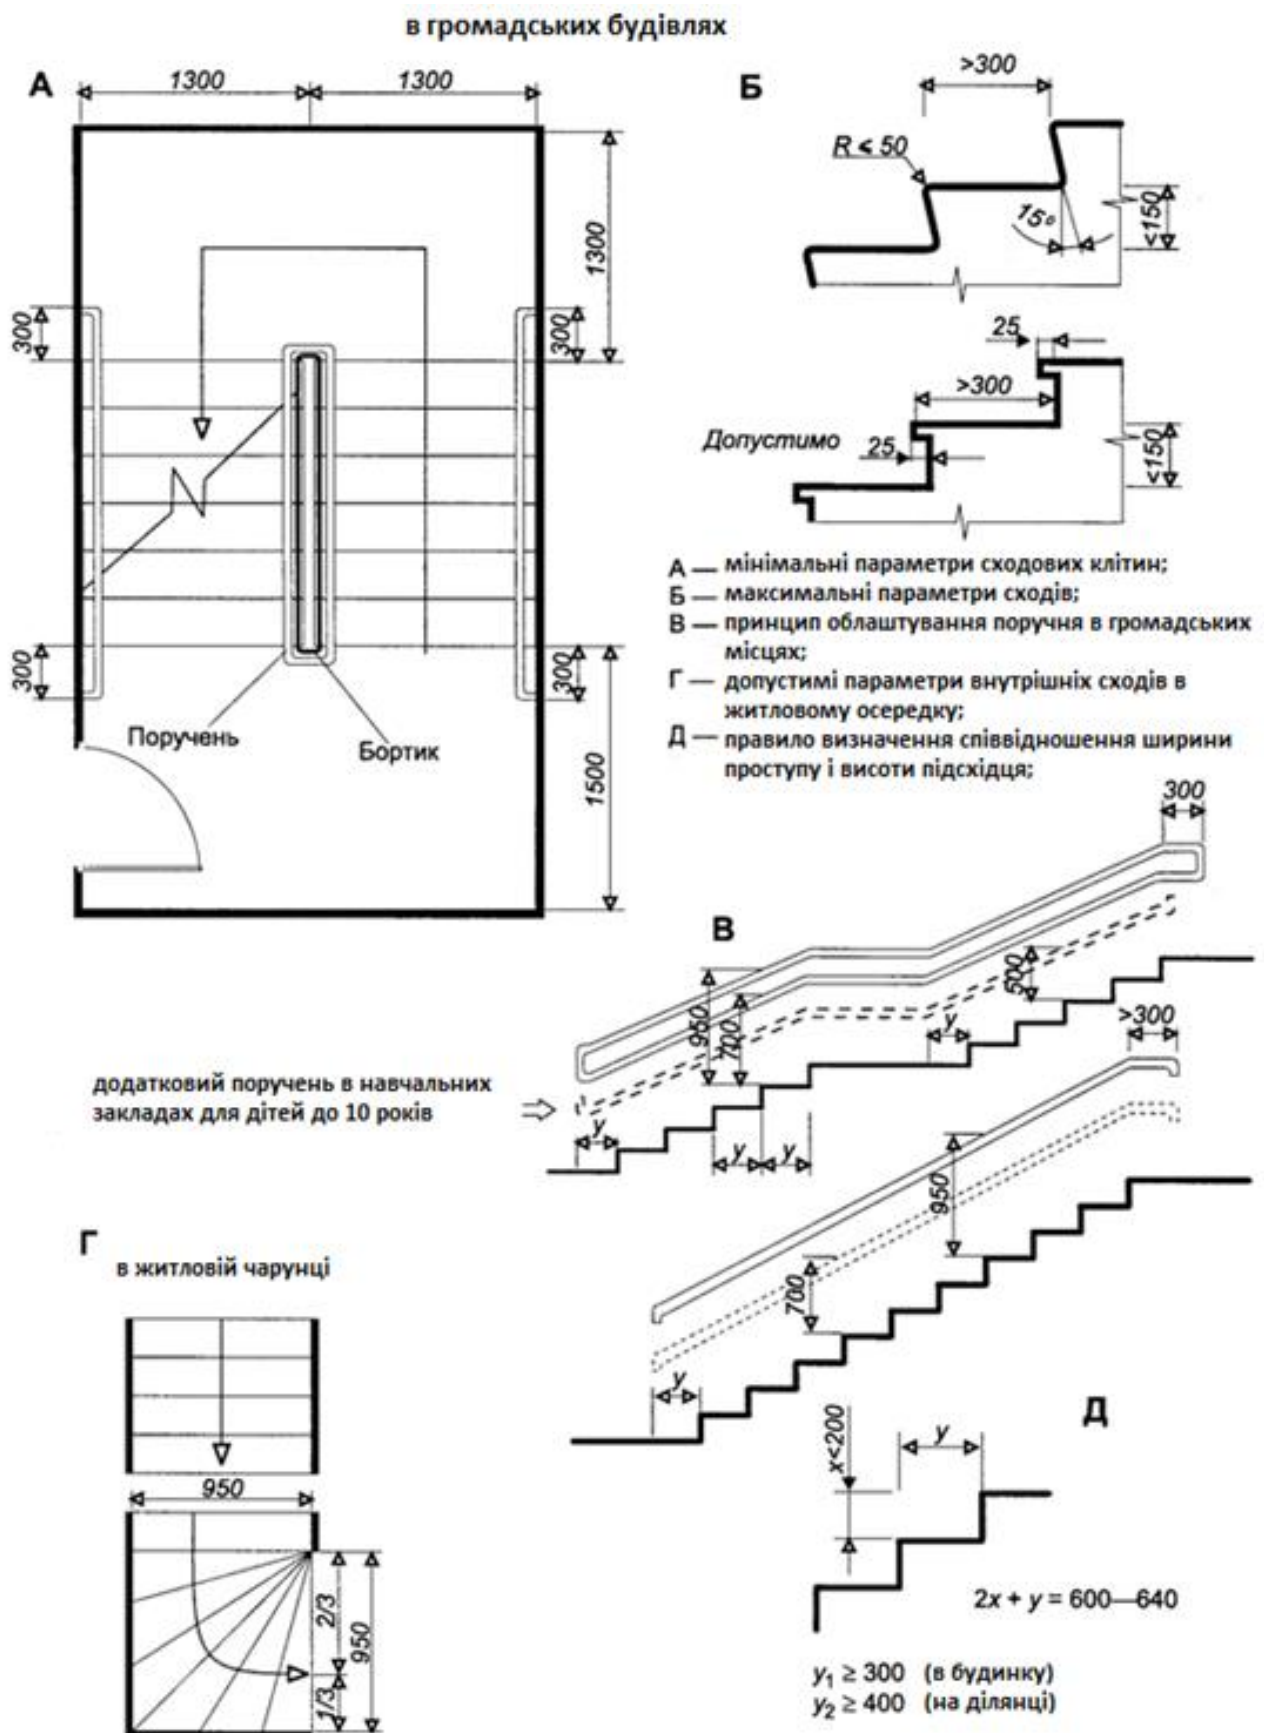 в громадських будівлях
А
1300
1300
1300
300
300
300
300
Поручень
Бортик
1500
Б
>300
R ⩽ 50
15°
<150
25
>300
Допустимо
25
<150
А — мінімальні параметри сходових клітин;
Б — максимальні параметри сходів;
В — принцип облаштування поручня в громадських
місцях;
Г — допустимі параметри внутрішніх сходів в
житловому осередку;
Д — правило визначення співвідношення ширини
проступу і висоти підсхідця;
300
В
950
700
500
y
>300
додатковий поручень в навчальних
закладах для дітей до 10 років
y
y
y
950
700
y
Г
в житловій чарунці
950
2/3
1/3
950
Д
x<200
y
2x + y = 600—640
y₁ ≥ 300 (в будинку)
y₂ ≥ 400 (на ділянці)